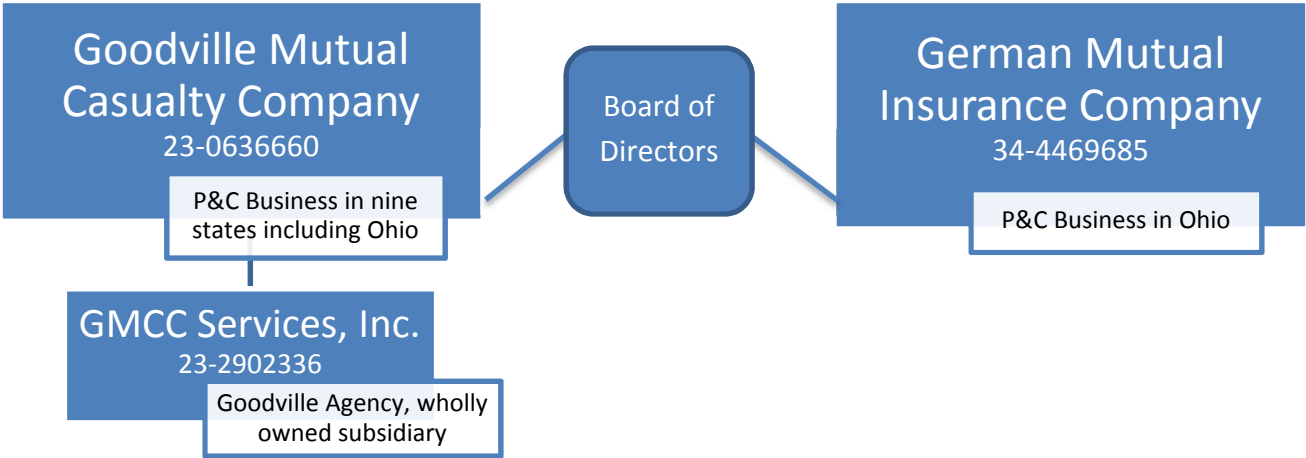 Goodville Mutual
Casualty Company
23-0636660
P&C Business in nine
states including Ohio
GMCC Services, Inc.
23-2902336
Goodville Agency, wholly
owned subsidiary
Board of
Directors
German Mutual
Insurance Company
34-4469685
P&C Business in Ohio